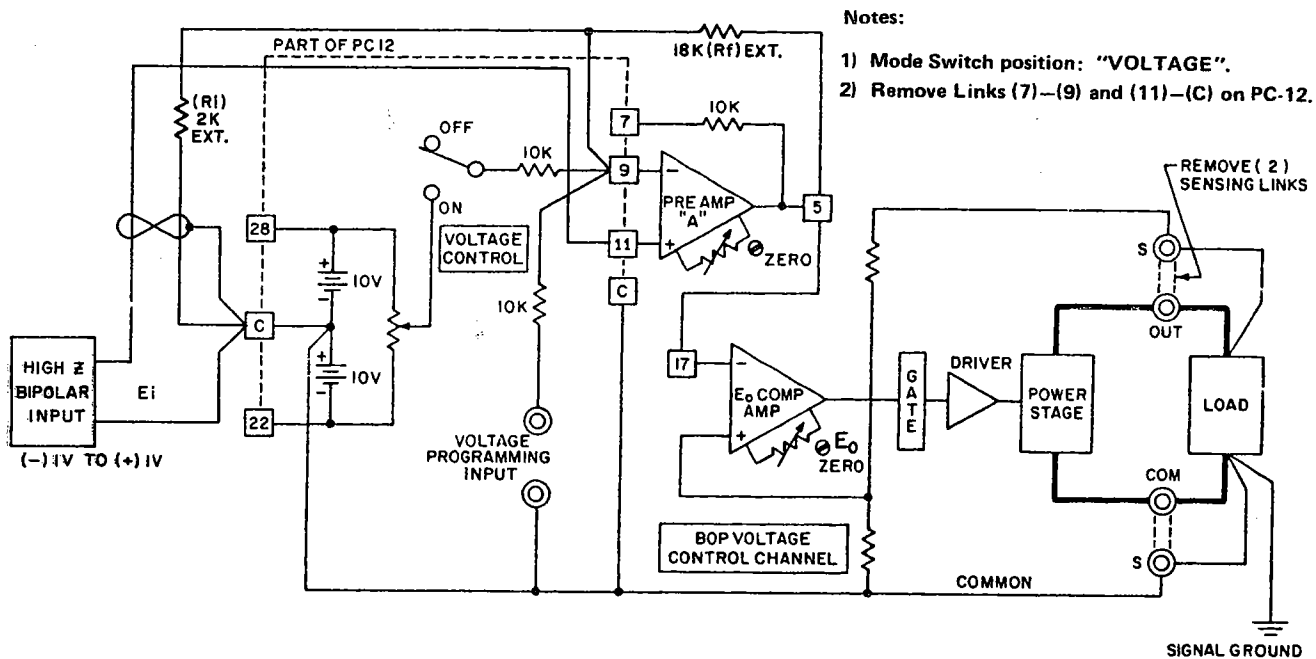 Notes:
1) Mode Switch position: "VOLTAGE".
2) Remove Links (7)–(9) and (11)–(C) on PC-12.
PART OF PC12
18K (Rf) EXT.
(RI)
2K
EXT.
7
10K
OFF
10K
9
−
PRE AMP
"A"
5
ON
VOLTAGE
CONTROL
11
+
ZERO
28
+
−
10V
C
10K
C
+
−
10V
22
HIGH Z
BIPOLAR
INPUT
Ei
(−) 1V TO (+) 1V
VOLTAGE
PROGRAMMING
INPUT
17
−
Eo COMP
AMP
+
Eo
ZERO
GATE
DRIVER
POWER
STAGE
REMOVE (2)
SENSING LINKS
S
OUT
LOAD
COM
S
BOP VOLTAGE
CONTROL CHANNEL
COMMON
SIGNAL GROUND